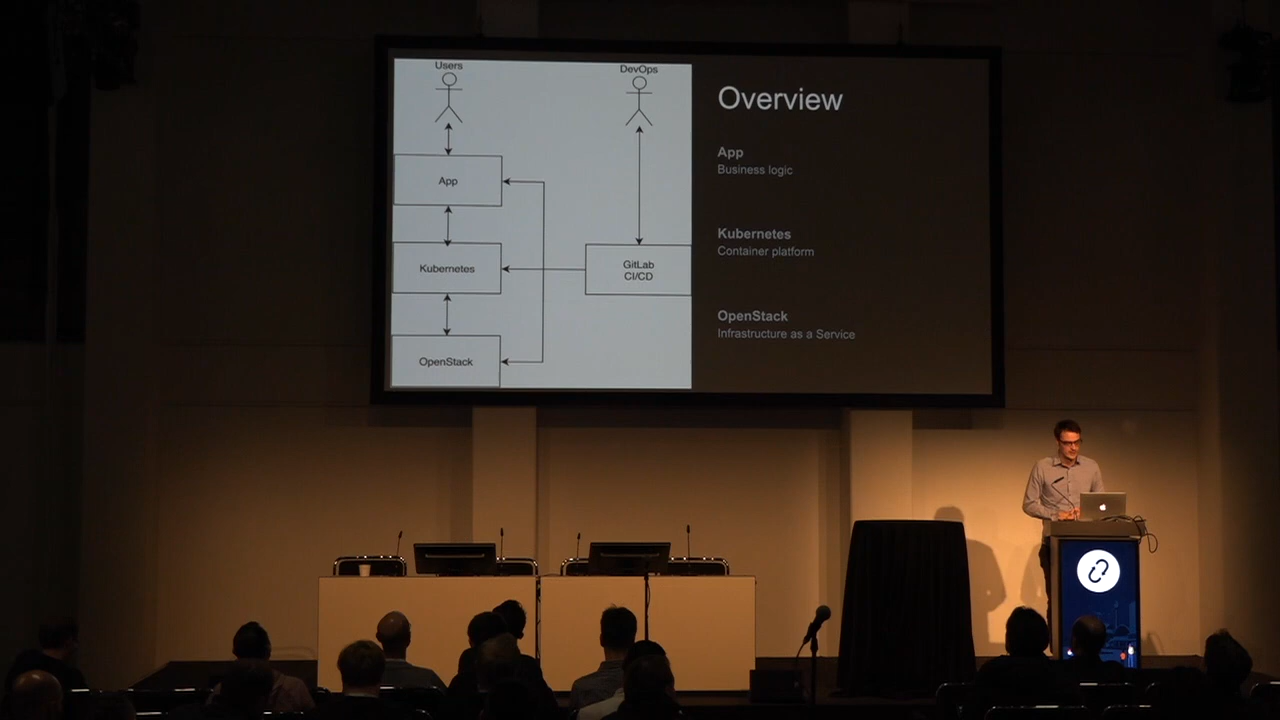 Users
DevOps
App
Kubernetes
GitLab
CI/CD
OpenStack
Overview
App
Business logic
Kubernetes
Container platform
OpenStack
Infrastructure as a Service